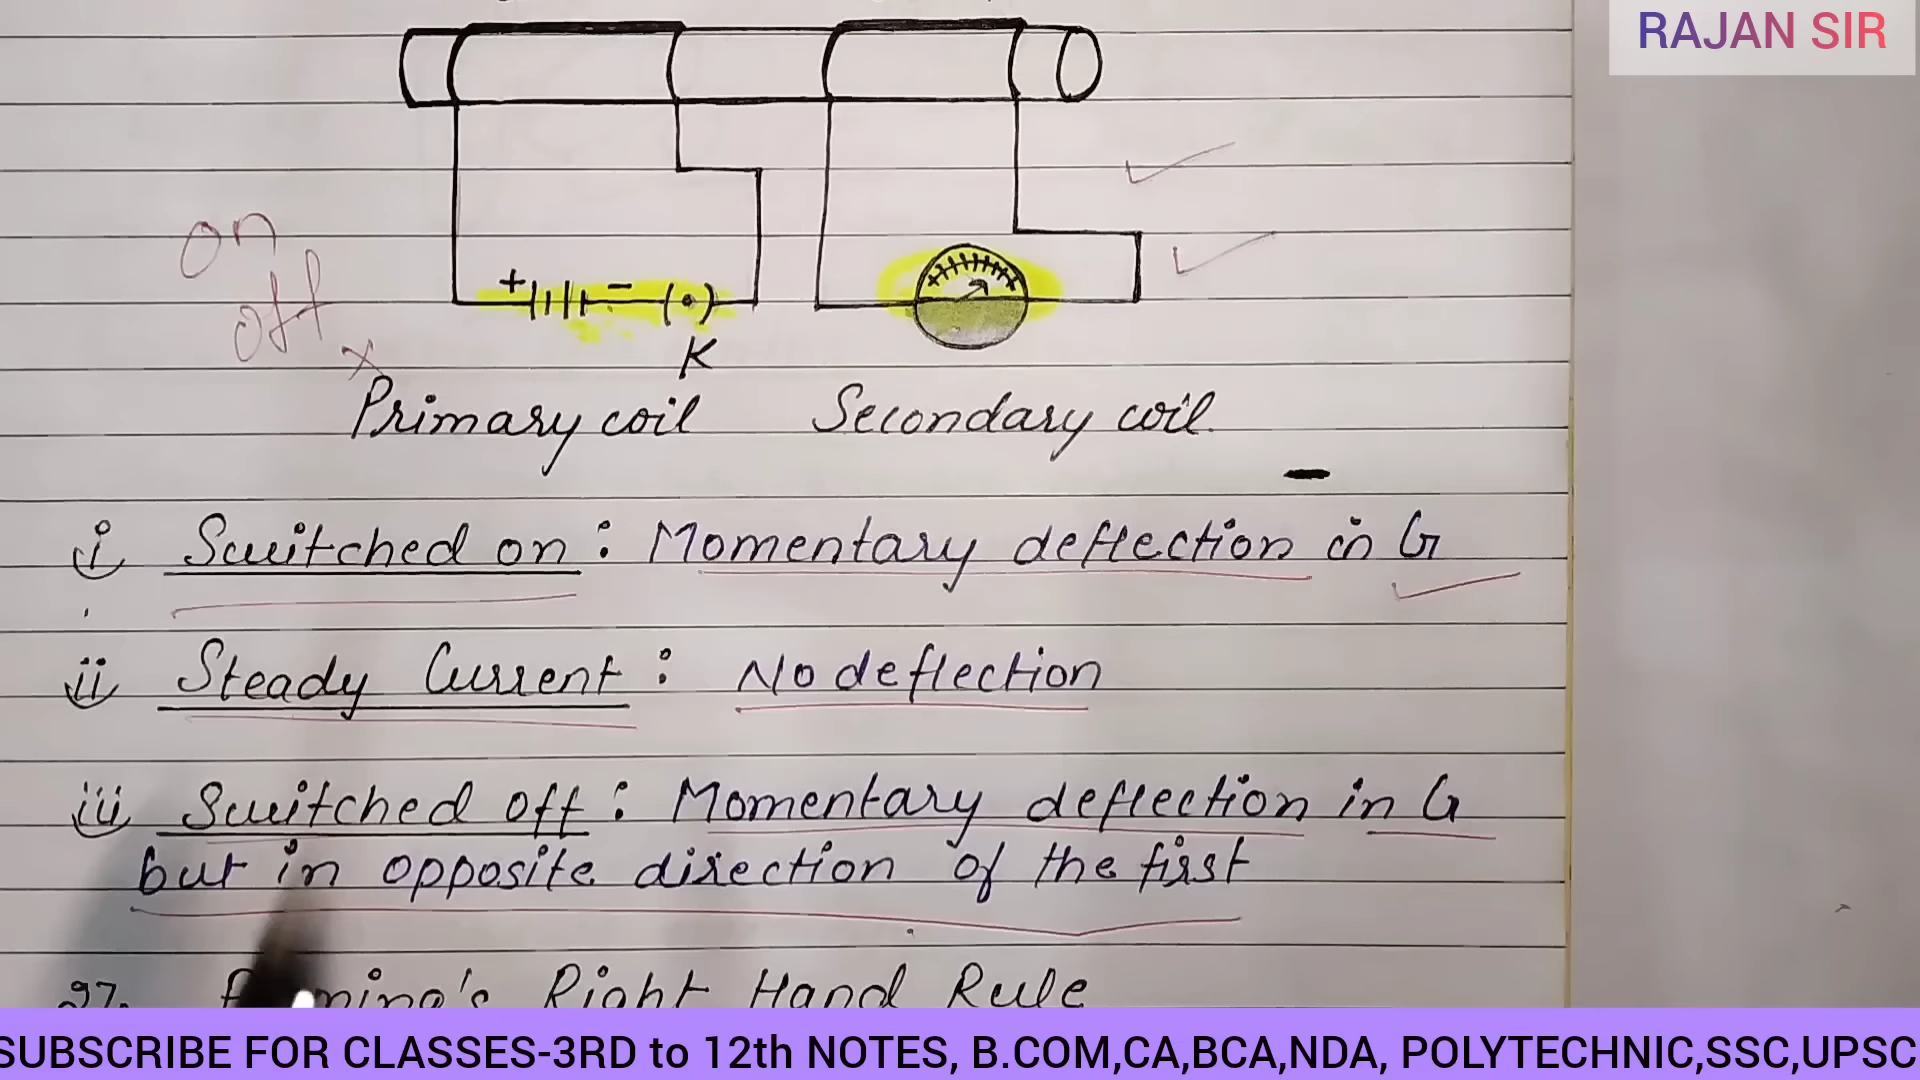 RAJAN SIR
on
off
+ -
K
Primary coil Secondary coil.
i) Switched on : Momentary deflection in G
ii) Steady Current : No deflection
iii) Switched off : Momentary deflection in G
but in opposite direction of the first
27. Fleming's Right Hand Rule
SUBSCRIBE FOR CLASSES-3RD to 12th NOTES, B.COM,CA,BCA,NDA, POLYTECHNIC,SSC,UPSC